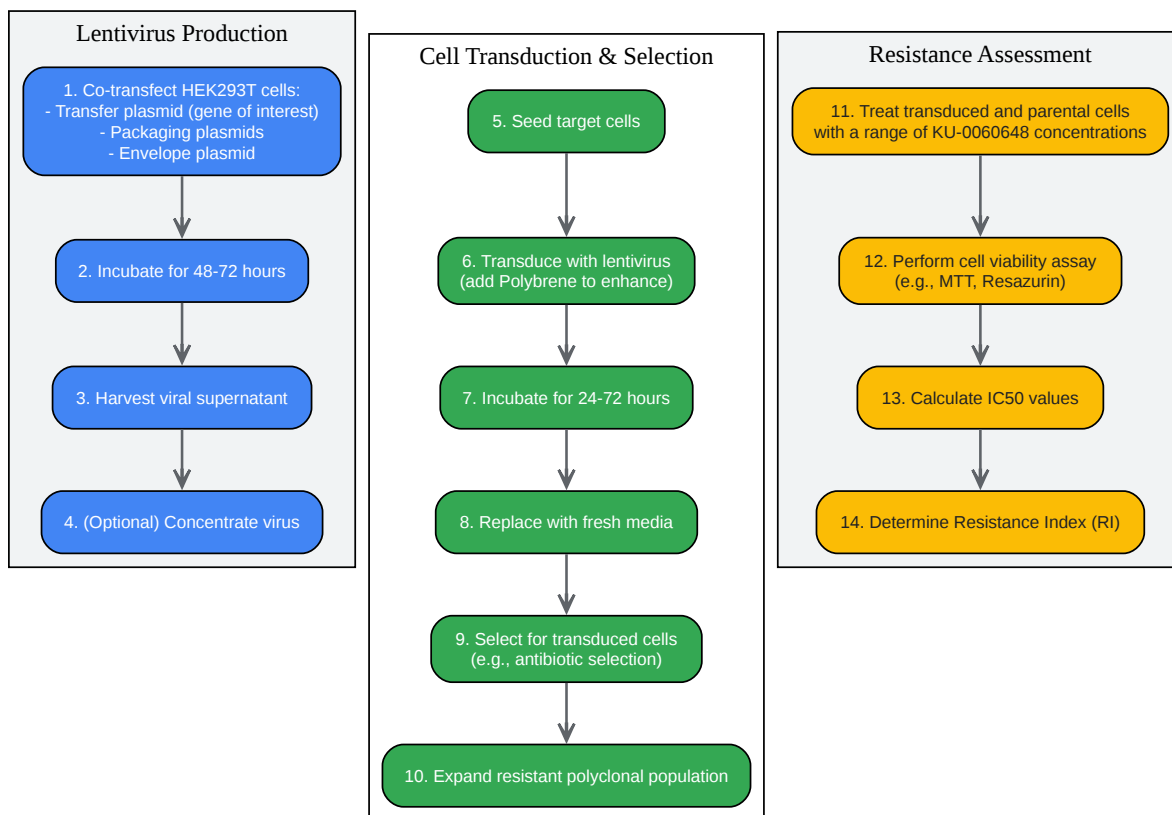 Lentivirus Production
1. Co-transfect HEK293T cells:
- Transfer plasmid (gene of interest)
- Packaging plasmids
- Envelope plasmid
2. Incubate for 48-72 hours
3. Harvest viral supernatant
4. (Optional) Concentrate virus
Cell Transduction & Selection
5. Seed target cells
6. Transduce with lentivirus
(add Polybrene to enhance)
7. Incubate for 24-72 hours
8. Replace with fresh media
9. Select for transduced cells
(e.g., antibiotic selection)
10. Expand resistant polyclonal population
Resistance Assessment
11. Treat transduced and parental cells
with a range of KU-0060648 concentrations
12. Perform cell viability assay
(e.g., MTT, Resazurin)
13. Calculate IC50 values
14. Determine Resistance Index (RI)